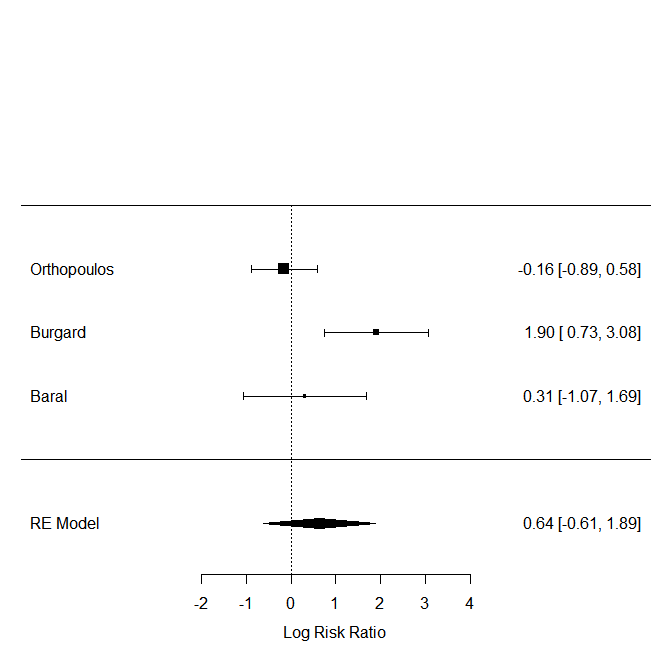 Orthopoulos -0.16 [-0.89, 0.58]
Burgard 1.90 [ 0.73, 3.08]
Baral 0.31 [-1.07, 1.69]
RE Model 0.64 [-0.61, 1.89]
-2 -1 0 1 2 3 4
Log Risk Ratio